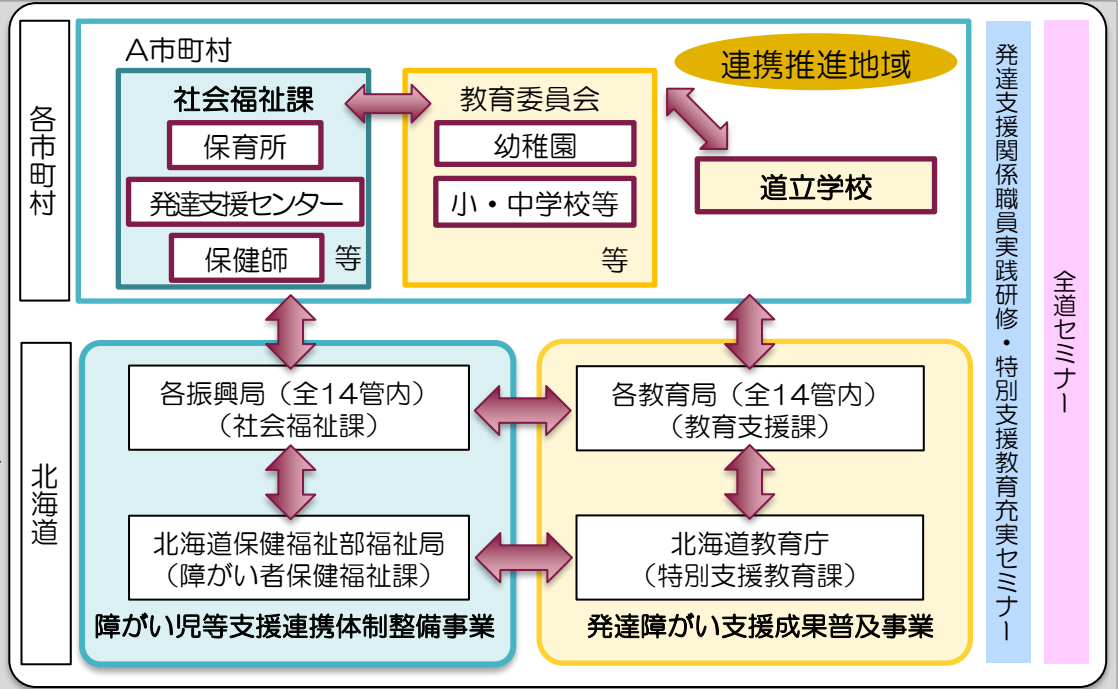 各市町村
A市町村
社会福祉課
保育所
発達支援センター
保健師
等
教育委員会
幼稚園
小・中学校等
等
連携推進地域
道立学校
北海道
各振興局（全14管内）
（社会福祉課）
北海道保健福祉部福祉局
（障がい者保健福祉課）
障がい児等支援連携体制整備事業
各教育局（全14管内）
（教育支援課）
北海道教育庁
（特別支援教育課）
発達障がい支援成果普及事業
発達支援関係職員実践研修・特別支援教育充実セミナー
全道セミナー